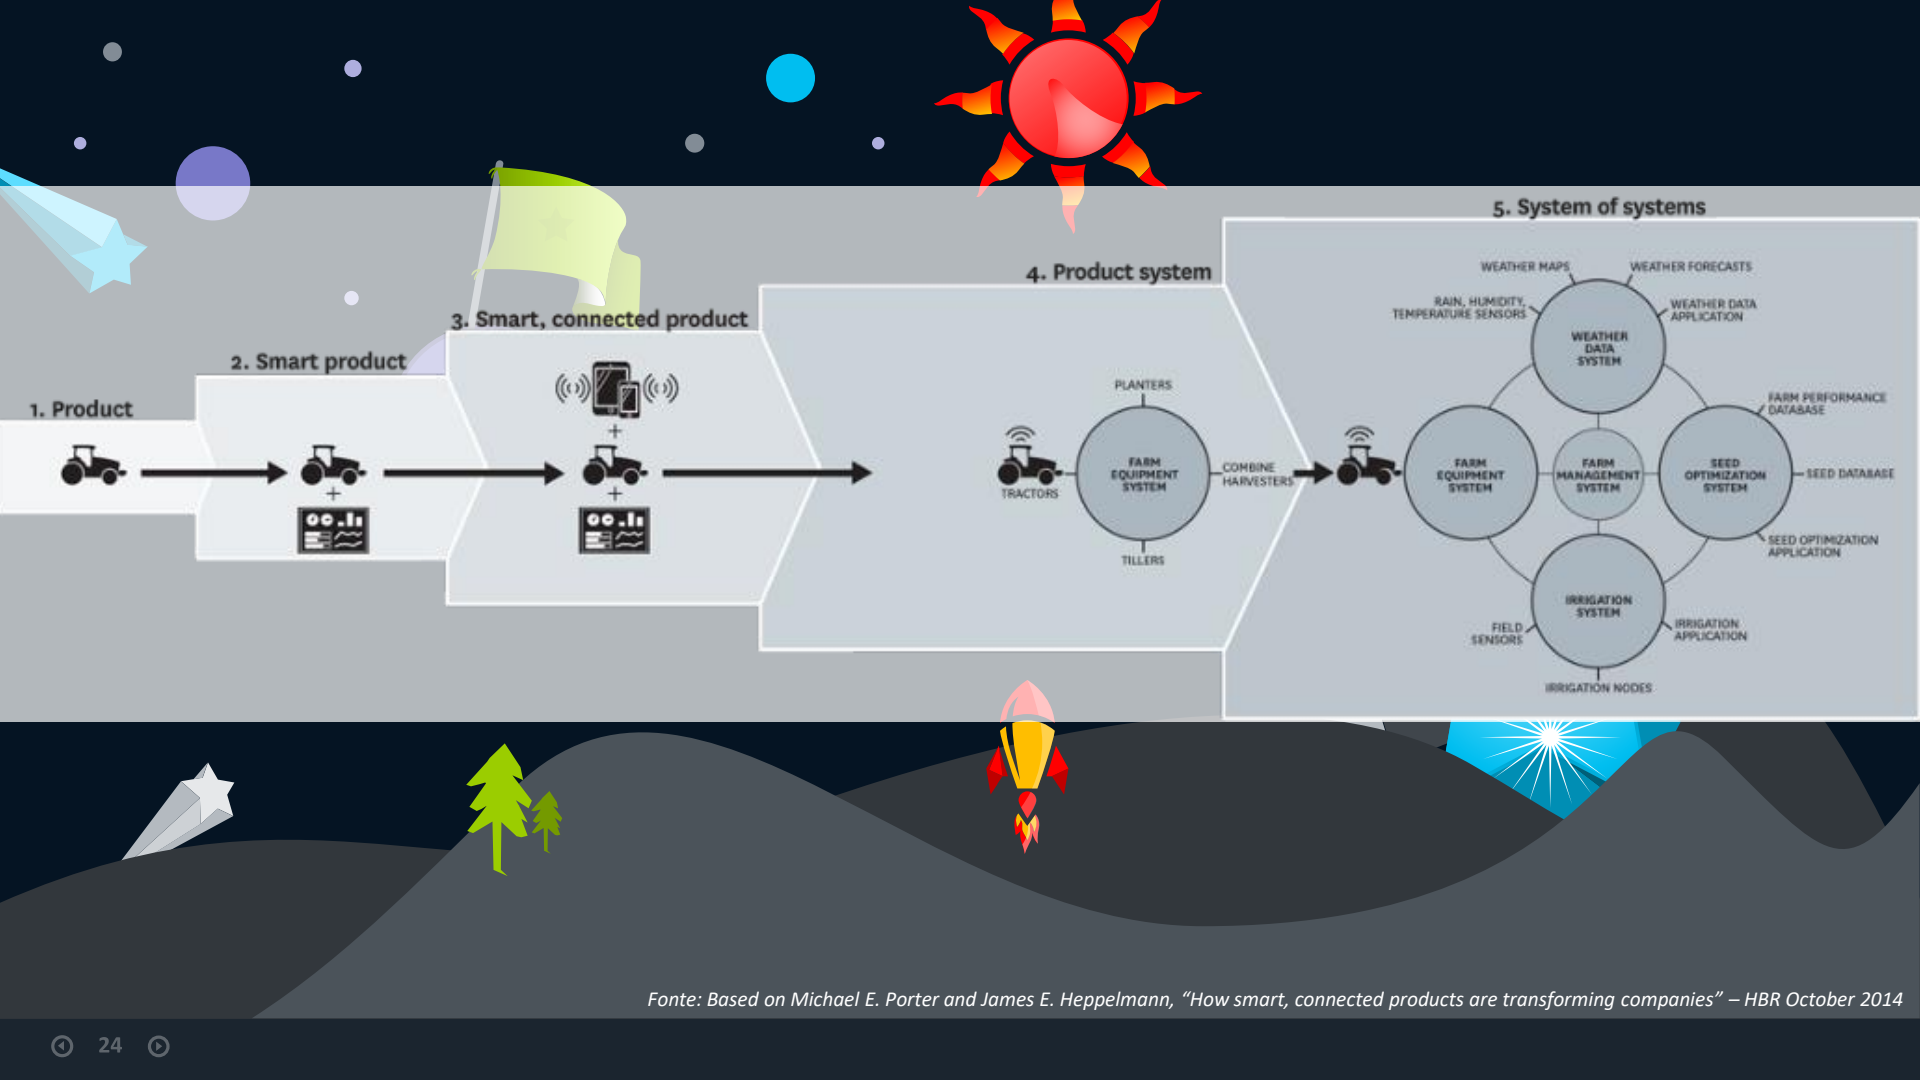 1. Product
2. Smart product
+
3. Smart, connected product
+
+
4. Product system
PLANTERS
TRACTORS
FARM
EQUIPMENT
SYSTEM
COMBINE
HARVESTERS
TILLERS
5. System of systems
WEATHER MAPS
WEATHER FORECASTS
RAIN, HUMIDITY,
TEMPERATURE SENSORS
WEATHER DATA
APPLICATION
WEATHER
DATA
SYSTEM
FARM PERFORMANCE
DATABASE
FARM
EQUIPMENT
SYSTEM
FARM
MANAGEMENT
SYSTEM
SEED
OPTIMIZATION
SYSTEM
SEED DATABASE
SEED OPTIMIZATION
APPLICATION
IRRIGATION
SYSTEM
FIELD
SENSORS
IRRIGATION
APPLICATION
IRRIGATION NODES
Fonte: Based on Michael E. Porter and James E. Heppelmann, “How smart, connected products are transforming companies” – HBR October 2014
24